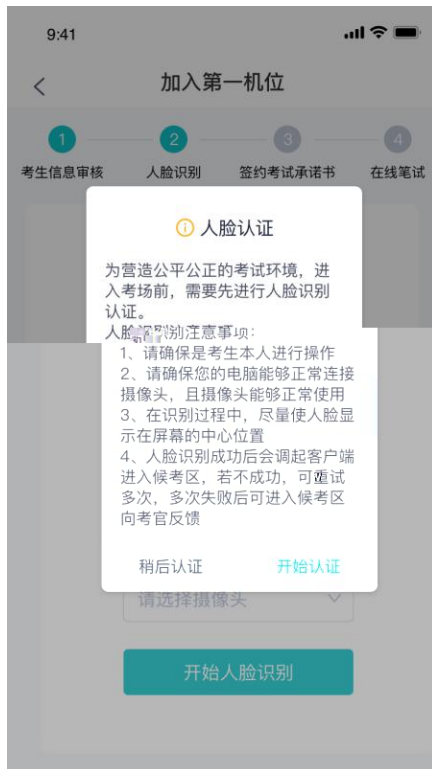 9:41
加入第一机位
1
2
3
4
考生信息审核
人脸识别
签约考试承诺书
在线笔试
人脸认证
为营造公平公正的考试环境，进
入考场前，需要先进行人脸识别
认证。
人脸识别注意事项：
1、请确保是考生本人进行操作
2、请确保您的电脑能够正常连接
摄像头，且摄像头能够正常使用
3、在识别过程中，尽量使人脸显
示在屏幕的中心位置
4、人脸识别成功后会调起客户端
进入候考区，若不成功，可重试
多次，多次失败后可进入候考区
向考官反馈
稍后认证
开始认证
请选择摄像头
开始人脸识别